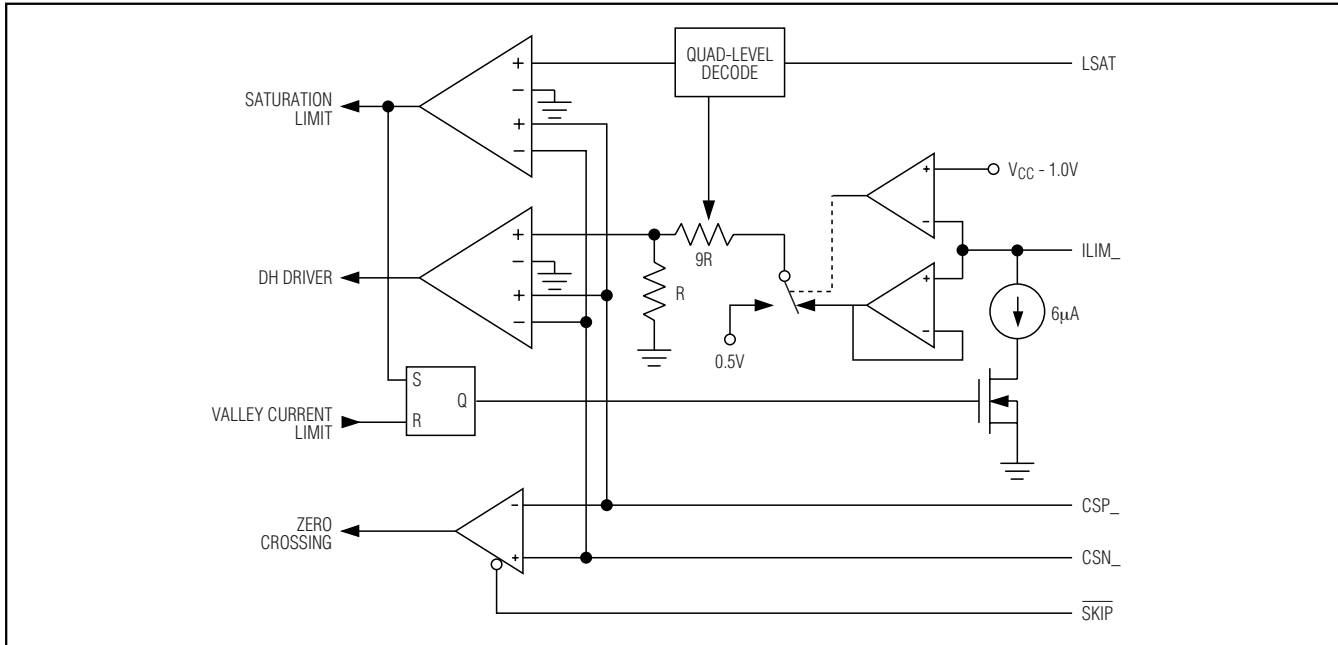 QUAD-LEVEL
DECODE
LSAT
SATURATION
LIMIT
+
−
+
−
+
−
VCC - 1.0V
ILIM_
DH DRIVER
+
−
+
−
9R
R
0.5V
+
−
6μA
S
R
Q
VALLEY CURRENT
LIMIT
ZERO
CROSSING
−
+
CSP_
CSN_
SKIP